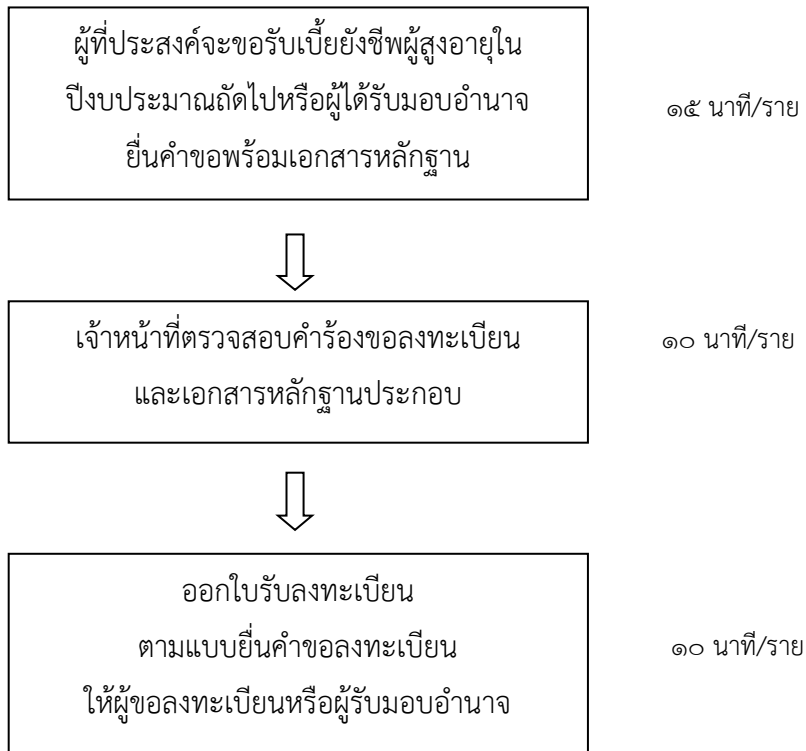 ผู้ที่ประสงค์จะขอรับเบี้ยยังชีพผู้สูงอายุใน
ปีงบประมาณถัดไปหรือผู้ได้รับมอบอำนาจ
ยื่นคำขอพร้อมเอกสารหลักฐาน
๑๕ นาที/ราย
เจ้าหน้าที่ตรวจสอบคำร้องขอลงทะเบียน
และเอกสารหลักฐานประกอบ
๑๐ นาที/ราย
ออกใบรับลงทะเบียน
ตามแบบยื่นคำขอลงทะเบียน
ให้ผู้ขอลงทะเบียนหรือผู้รับมอบอำนาจ
๑๐ นาที/ราย